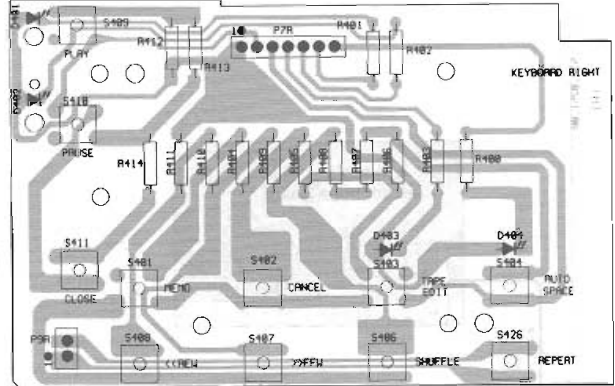 D401
S409
R412
1
P7R
R401
PLAY
R402
R413
KEYBOARD RIGHT
D402
S410
PAUSE
R414
R411
R410
R404
R409
R405
R408
R407
R406
R403
R400
D403
D404
S411
S401
S402
S403
S404
CLOSE
MEMO
CANCEL
TAPE
EDIT
AUTO
SPACE
P9R
S408
S407
S406
S426
<<REW
>>FFW
SHUFFLE
REPERT